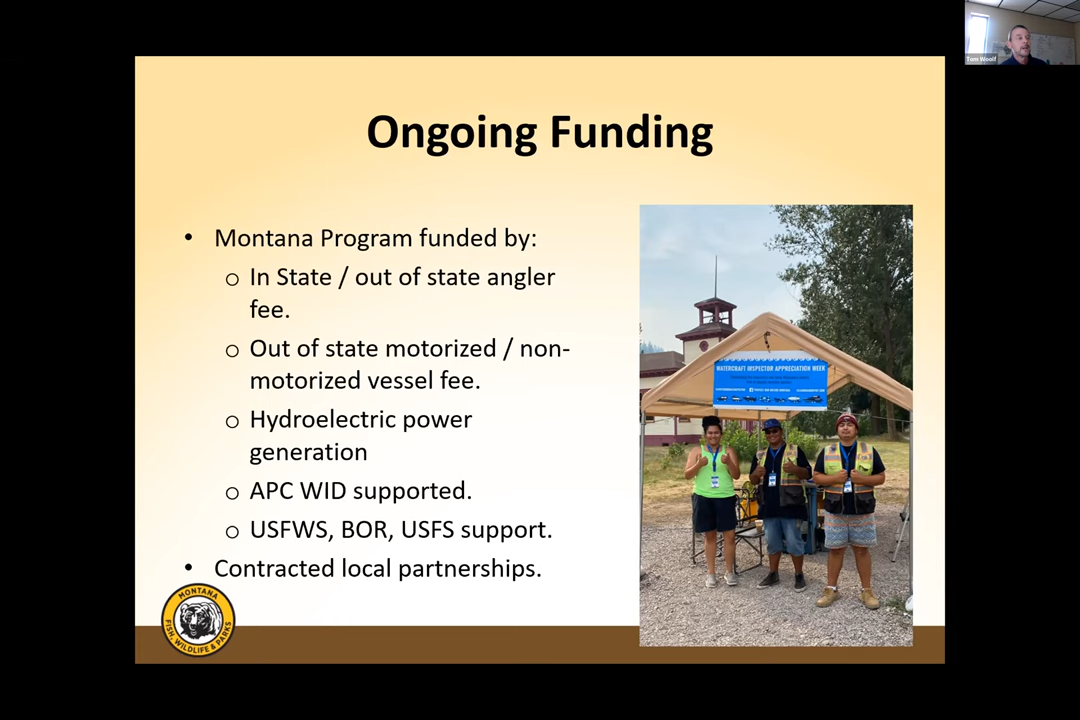 Tom Woolf
Ongoing Funding
• Montana Program funded by:
o In State / out of state angler
fee.
o Out of state motorized / non-
motorized vessel fee.
o Hydroelectric power
generation
o APC WID supported.
o USFWS, BOR, USFS support.
• Contracted local partnerships.
WATERCRAFT INSPECTOR APPRECIATION WEEK
MONTANA
FISH, WILDLIFE & PARKS